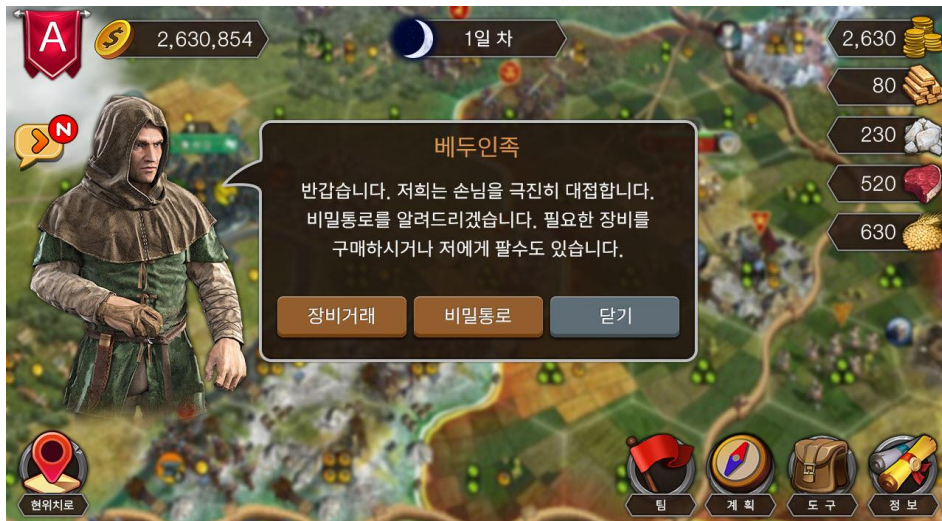 A
2,630,854
1일 차
2,630
80
230
520
630
N
베두인족
반갑습니다. 저희는 손님을 극진히 대접합니다.
비밀통로를 알려드리겠습니다. 필요한 장비를
구매하시거나 저에게 팔수도 있습니다.
장비거래
비밀통로
닫기
현위치로
팀
계 획
도 구
정 보